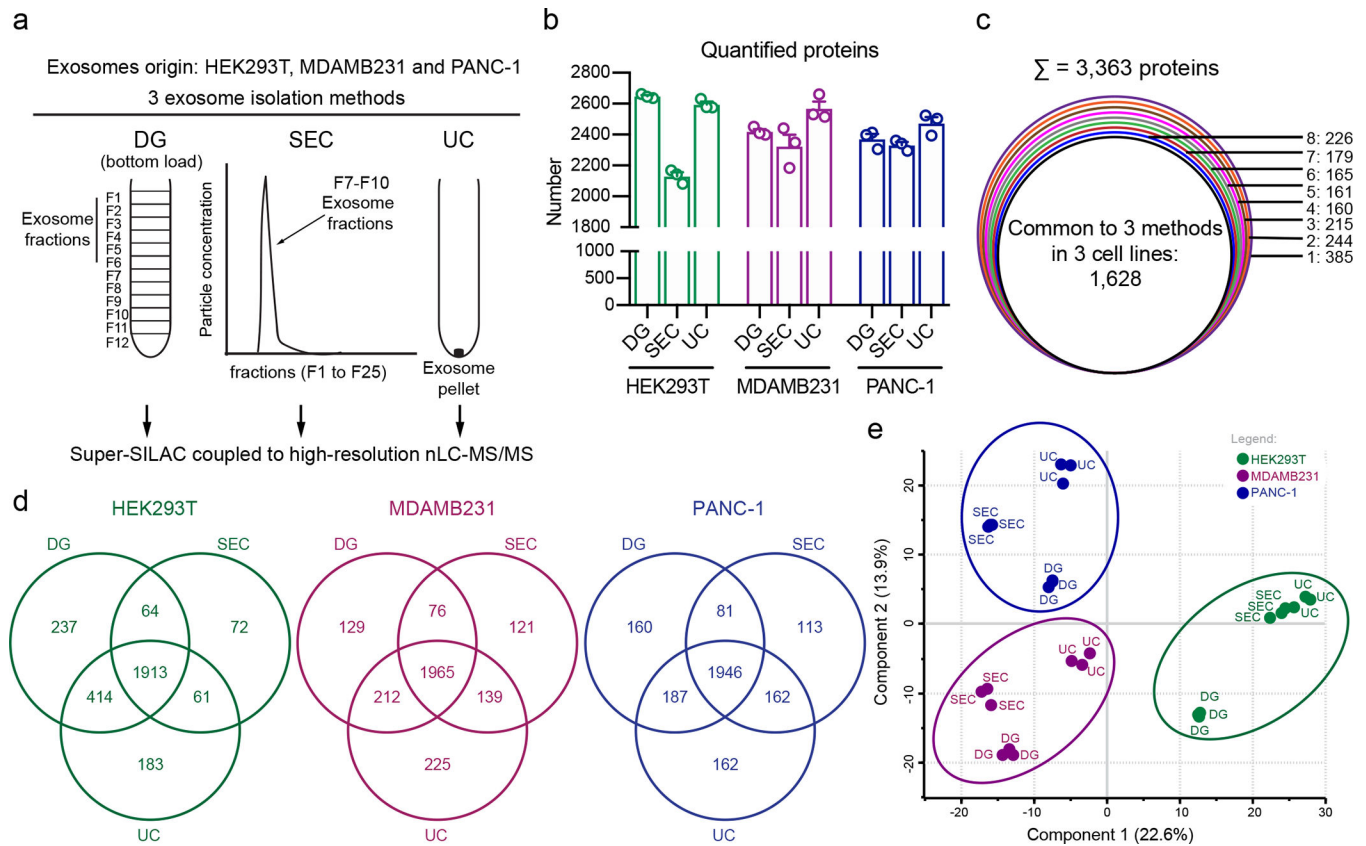 a
Exosomes origin: HEK293T, MDAMB231 and PANC-1
3 exosome isolation methods
DG
(bottom load)
SEC
UC
Exosome
fractions
F1
F2
F3
F4
F5
F6
F7
F8
F9
F10
F11
F12
Particle concentration
F7-F10
Exosome
fractions
fractions (F1 to F25)
Exosome
pellet
Super-SILAC coupled to high-resolution nLC-MS/MS
b
Quantified proteins
Number
2800
2600
2400
2200
2000
1800
1000
500
0
DG
SEC
UC
DG
SEC
UC
DG
SEC
UC
HEK293T
MDAMB231
PANC-1
c
∑ = 3,363 proteins
Common to 3 methods
in 3 cell lines:
1,628
8: 226
7: 179
6: 165
5: 161
4: 160
3: 215
2: 244
1: 385
d
HEK293T
DG
SEC
64
237
72
1913
414
61
183
UC
MDAMB231
DG
SEC
76
129
121
1965
212
139
225
UC
PANC-1
DG
SEC
81
160
113
1946
187
162
162
UC
e
Legend:
HEK293T
MDAMB231
PANC-1
Component 2 (13.9%)
20
10
0
-10
-20
UC
UC
UC
SEC
SEC
SEC
DG
DG
DG
UC
UC
UC
SEC
SEC
SEC
DG
DG
DG
UC
SEC
UC
SEC
UC
SEC
DG
DG
DG
-20
-10
0
10
20
30
Component 1 (22.6%)